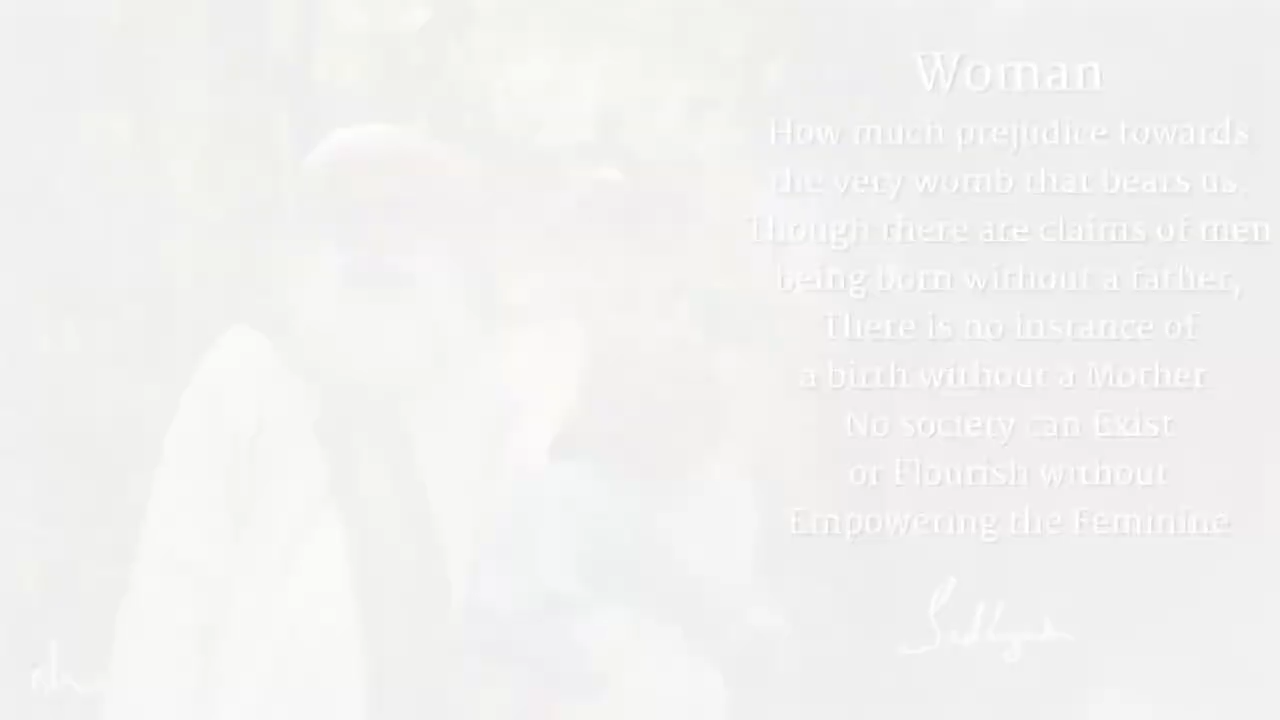 Woman
How much prejudice towards
the very womb that bears us.
Though there are claims of men
being born without a father,
There is no instance of
a birth without a Mother
No society can Exist
or Flourish without
Empowering the Feminine
Sadhguru